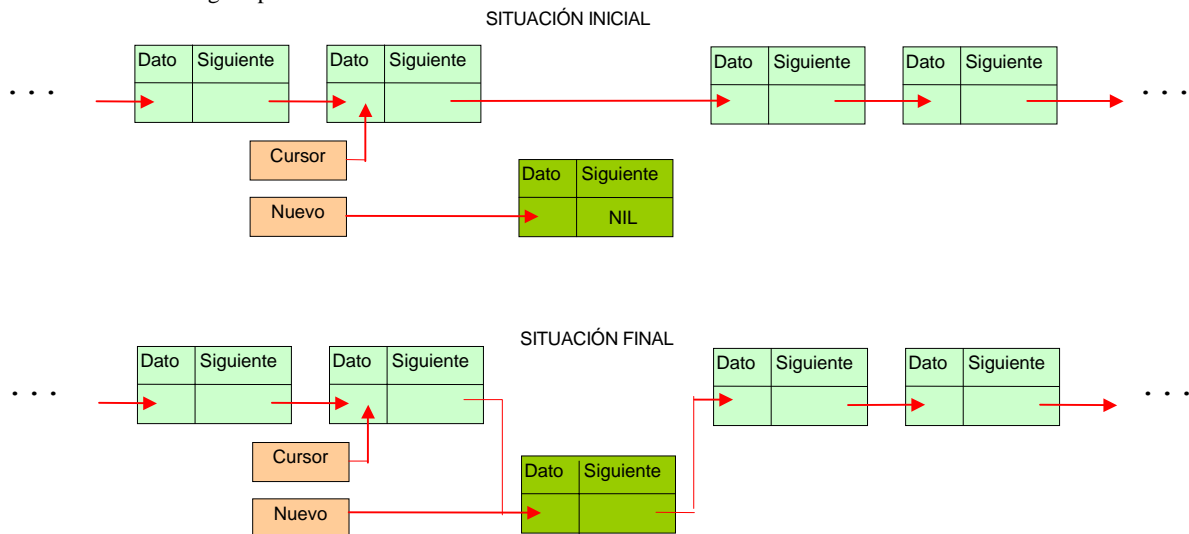 SITUACIÓN INICIAL
Dato Siguiente Dato Siguiente Dato Siguiente Dato Siguiente
. . . . . .
Cursor
Dato Siguiente
Nuevo NIL
SITUACIÓN FINAL
Dato Siguiente Dato Siguiente Dato Siguiente Dato Siguiente
. . . . . .
Cursor
Dato Siguiente
Nuevo